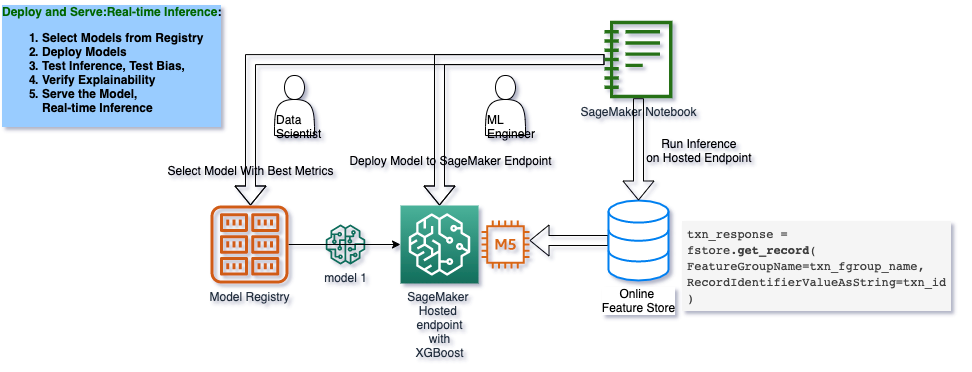 Deploy and Serve:Real-time Inference:
1. Select Models from Registry
2. Deploy Models
3. Test Inference, Test Bias,
4. Verify Explainability
5. Serve the Model,
Real-time Inference
Data
Scientist
ML
Engineer
SageMaker Notebook
Run Inference
on Hosted Endpoint
Select Model With Best Metrics
Deploy Model to SageMaker Endpoint
Model Registry
model 1
M5
SageMaker
Hosted
endpoint
with
XGBoost
Online
Feature Store
txn_response =
fstore.get_record(
FeatureGroupName=txn_fgroup_name,
RecordIdentifierValueAsString=txn_id
)